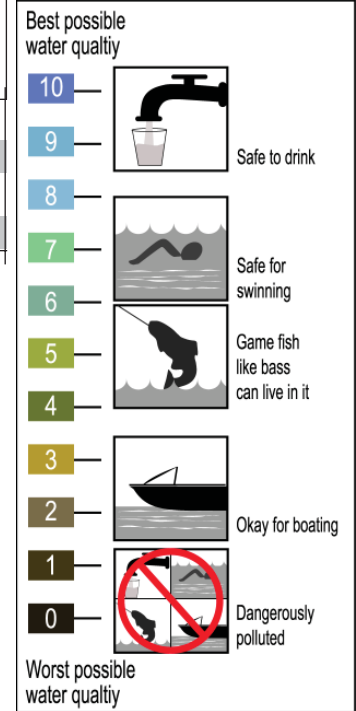 Best possible
water qualtiy
10
9
Safe to drink
8
7
Safe for
swinning
6
Game fish
like bass
can live in it
5
4
3
2
Okay for boating
1
0
Dangerously
polluted
Worst possible
water qualtiy